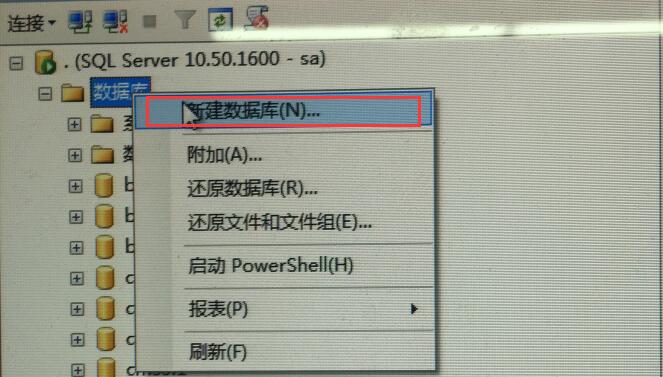 连接
. (SQL Server 10.50.1600 - sa)
数据库
新建数据库(N)...
附加(A)...
还原数据库(R)...
还原文件和文件组(E)...
启动 PowerShell(H)
报表(P)
刷新(F)
系
数
b
b
b
c
c
c